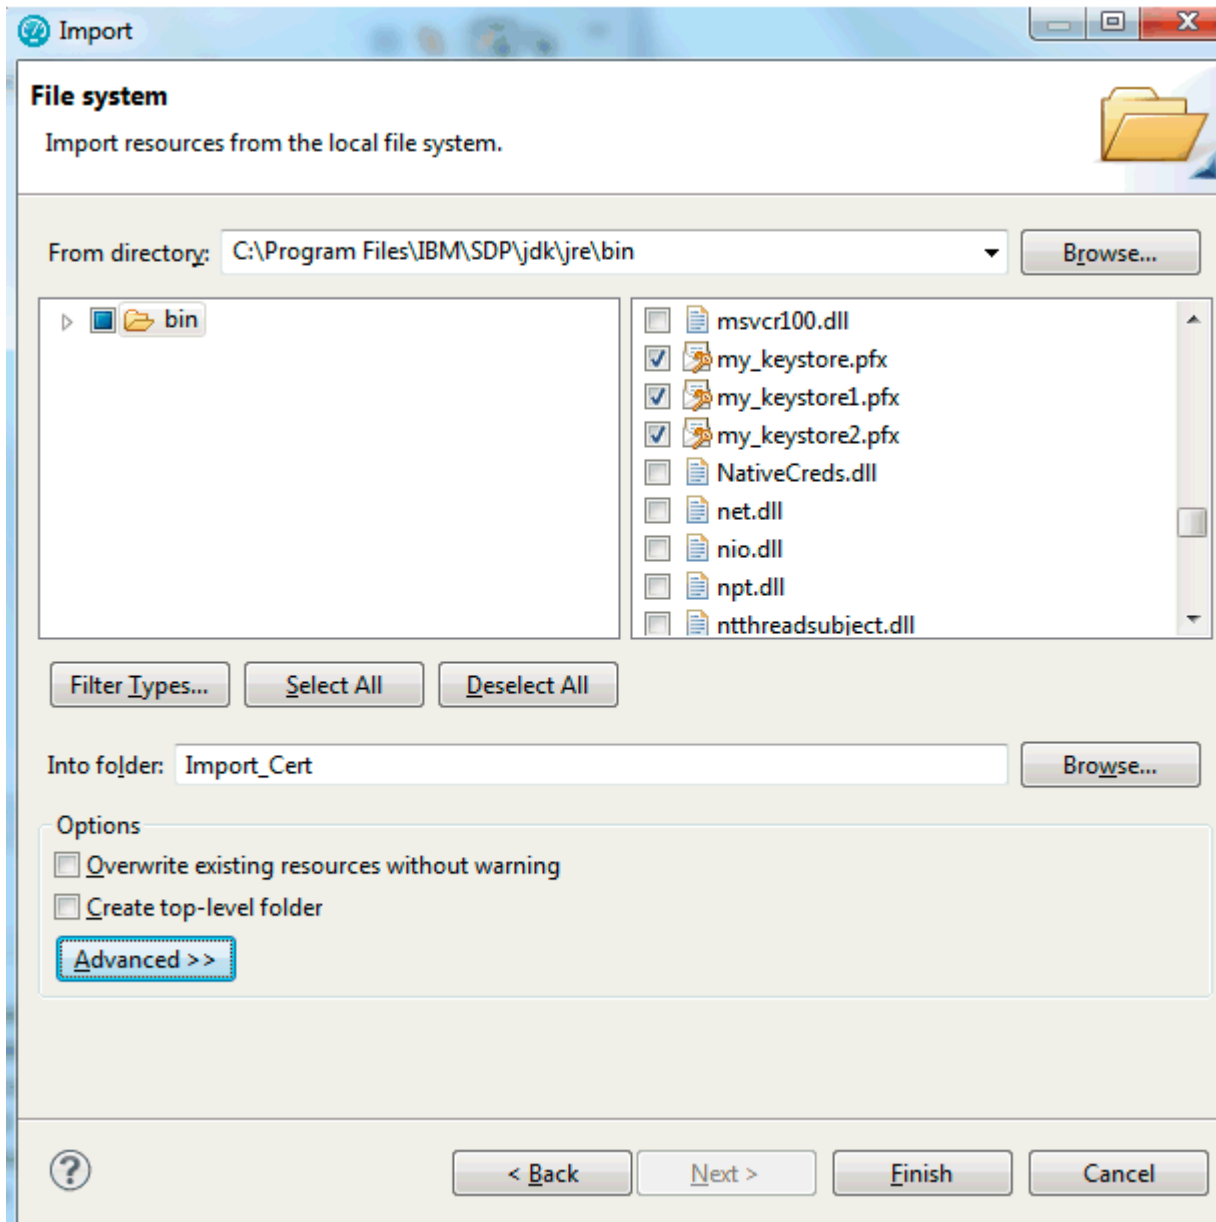 Import
File system
Import resources from the local file system.
From directory: C:\Program Files\IBM\SDP\jdk\jre\bin Browse...
bin
msvcr100.dll
my_keystore.pfx
my_keystore1.pfx
my_keystore2.pfx
NativeCreds.dll
net.dll
nio.dll
npt.dll
ntthreadsubject.dll
Filter Types... Select All Deselect All
Into folder: Import_Cert Browse...
Options
Overwrite existing resources without warning
Create top-level folder
Advanced >>
? < Back Next > Finish Cancel